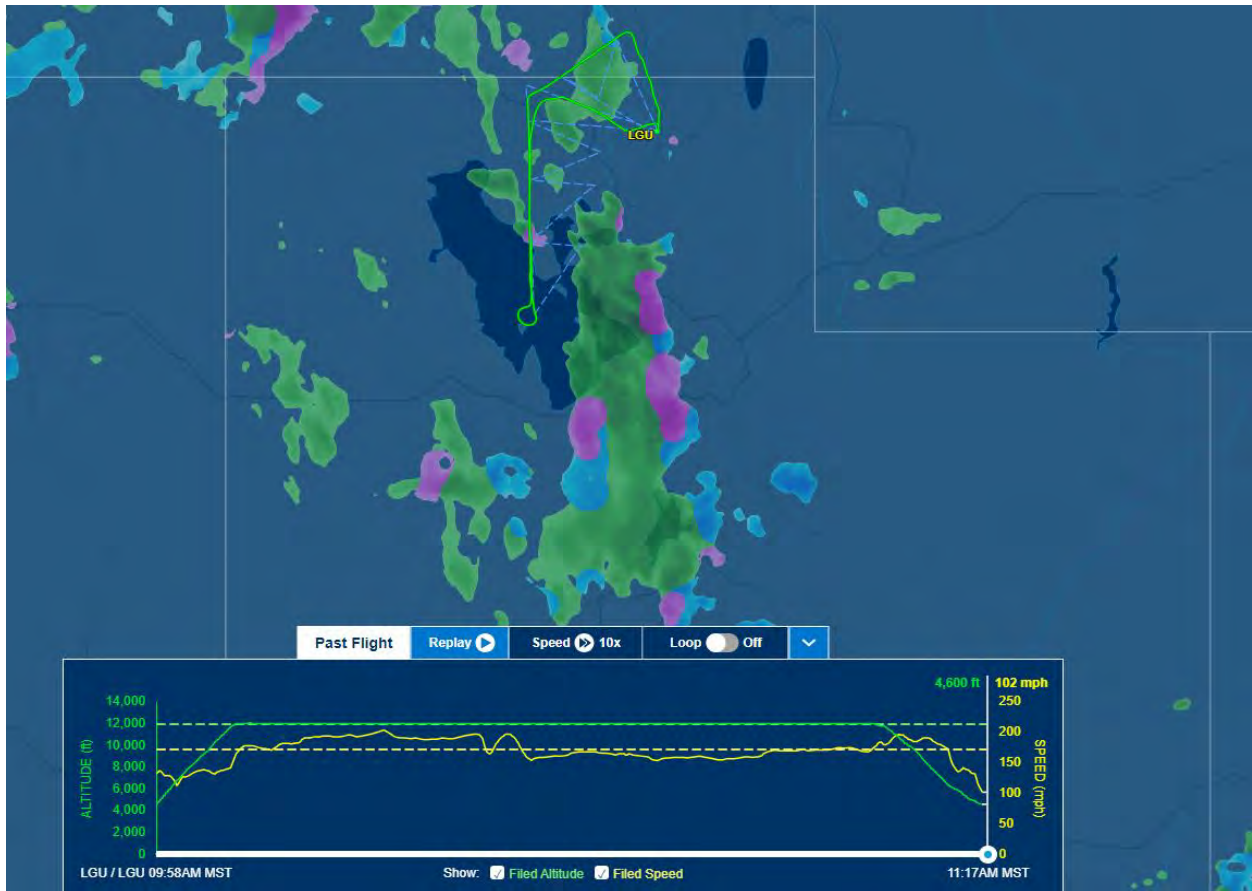 LGU
Past Flight Replay Speed 10x Loop Off
4,600 ft 102 mph
14,000 250
12,000 200
10,000 150
8,000 100
6,000 50
4,000 0
2,000
0
ALTITUDE (ft)
SPEED (mph)
LGU / LGU 09:58AM MST Show: Filed Altitude Filed Speed 11:17AM MST